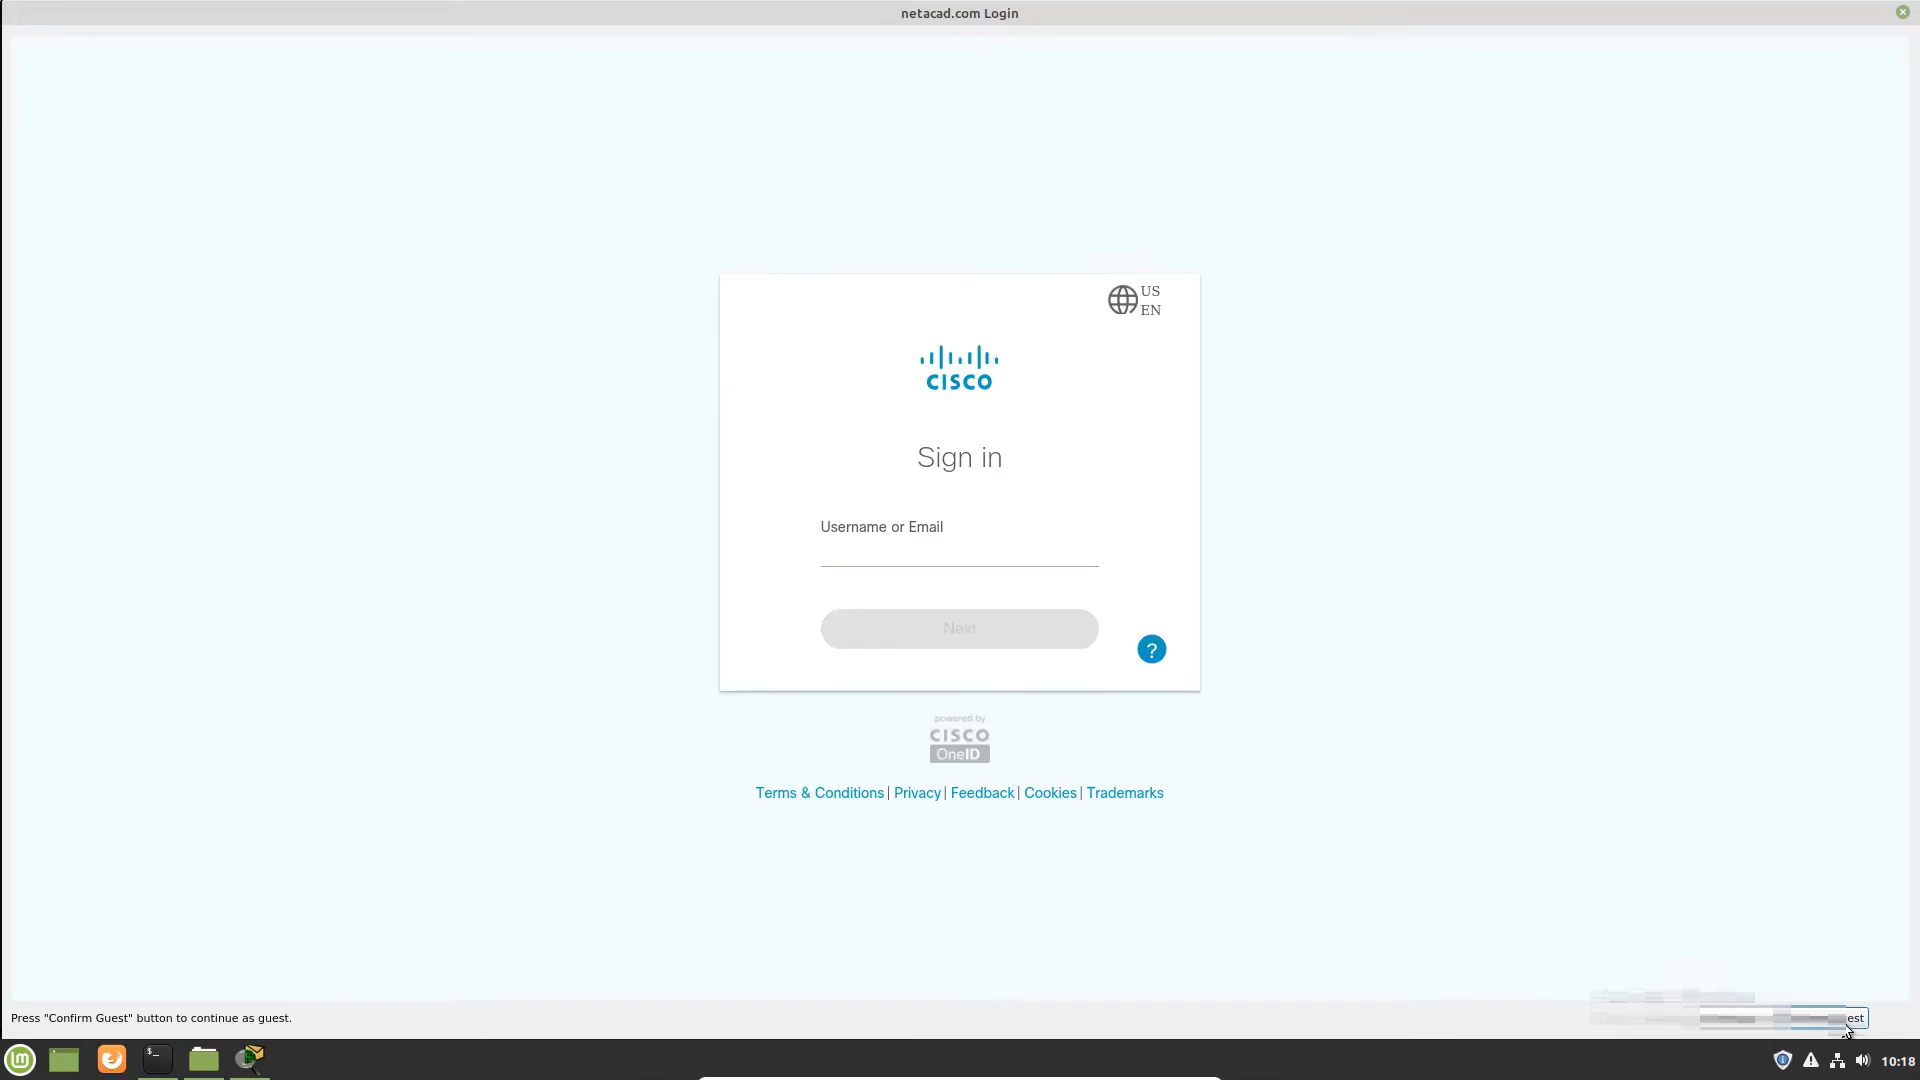 netacad.com Login
US
EN
CISCO
Sign in
Username or Email
Next
?
powered by
CISCO
OneID
Terms & Conditions | Privacy | Feedback | Cookies | Trademarks
Press "Confirm Guest" button to continue as guest.
10:18